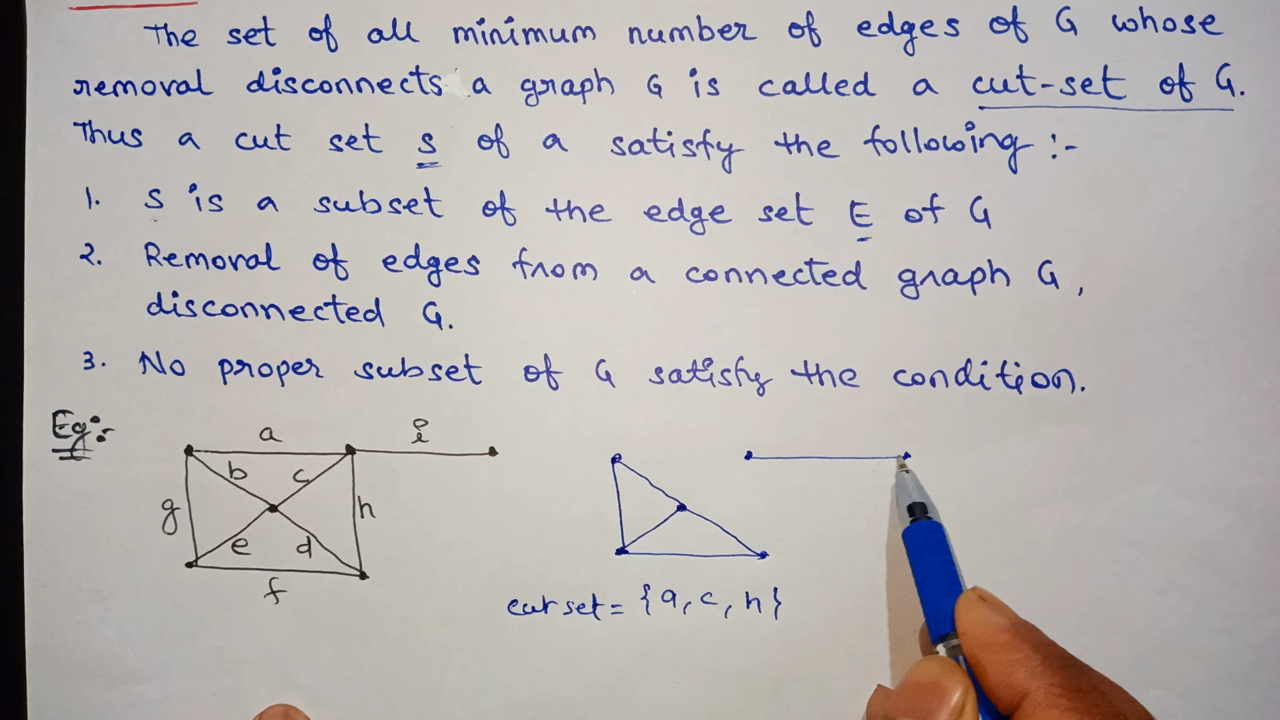 The set of all minimum number of edges of G whose
removal disconnects a graph G is called a cut-set of G.
Thus a cut set S of a satisfy the following :-
1. S is a subset of the edge set E of G
2. Removal of edges from a connected graph G,
disconnected G.
3. No proper subset of G satisfy the condition.
Eg:-
a i
b c
g h
e d
f
cut set = {a, c, h}